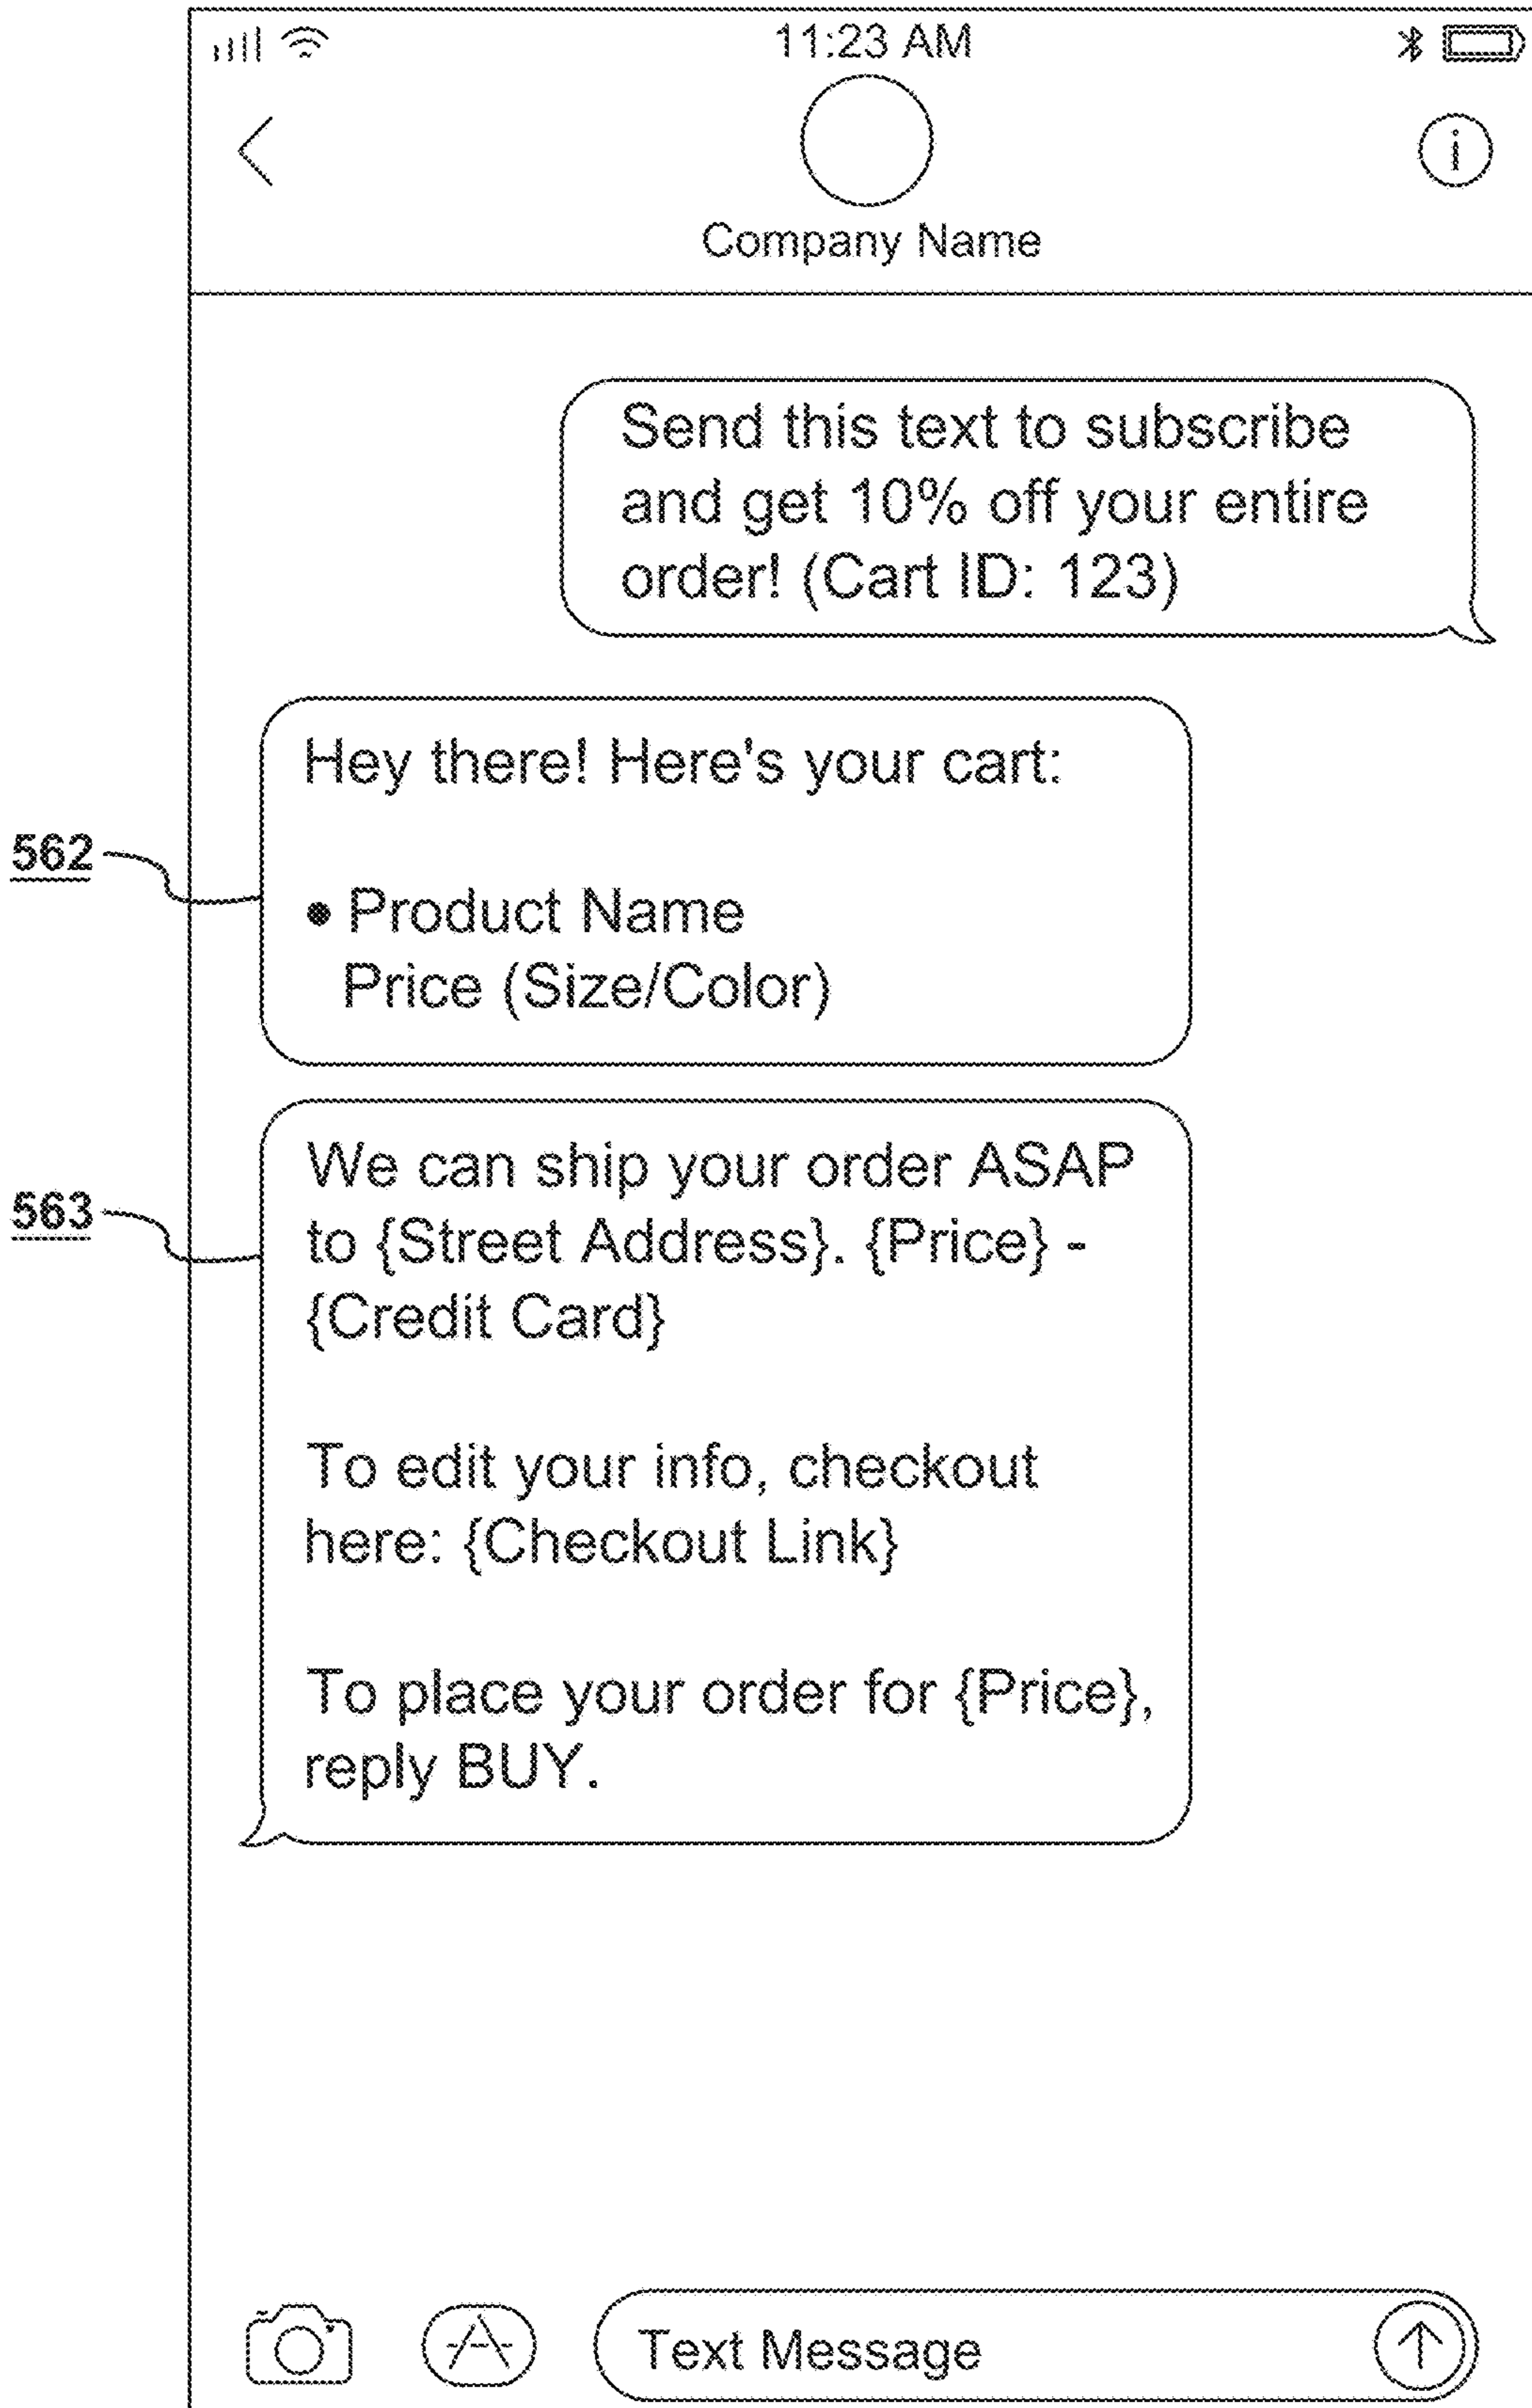 11:23 AM
Company Name
Send this text to subscribe
and get 10% off your entire
order! (Cart ID: 123)
Hey there! Here's your cart:
562
• Product Name
Price (Size/Color)
We can ship your order ASAP
563
to {Street Address}. {Price} -
{Credit Card}
To edit your info, checkout
here: {Checkout Link}
To place your order for {Price},
reply BUY.
Text Message